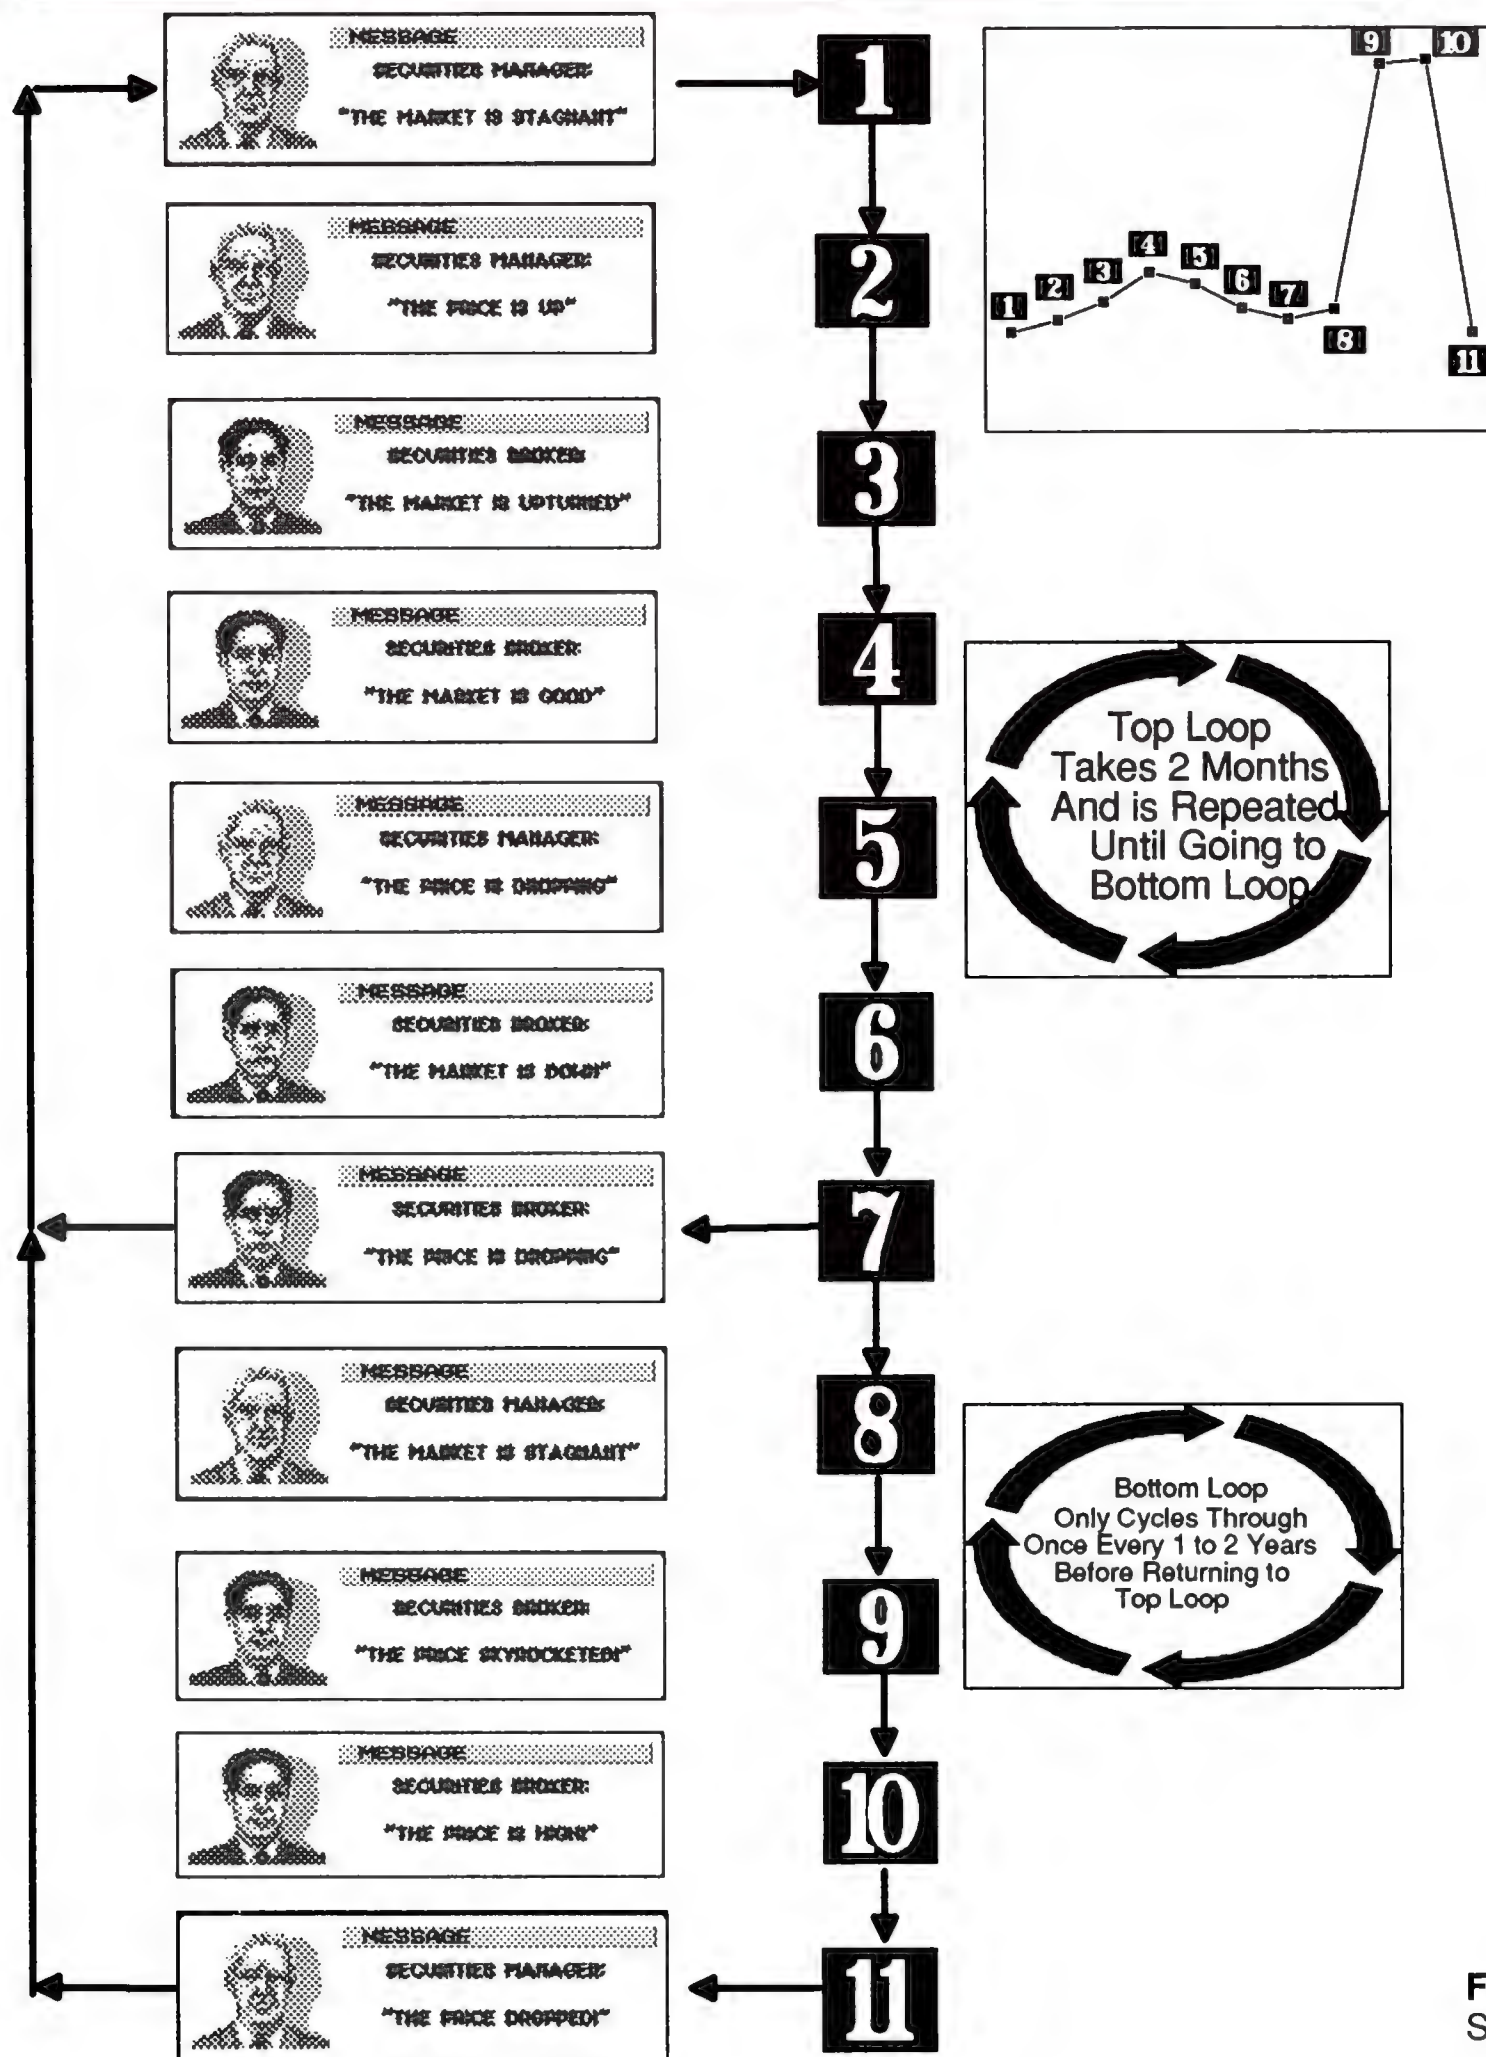 MESSAGE
SECURITIES MANAGER:
"THE MARKET IS STAGNANT"
1
MESSAGE
SECURITIES MANAGER:
"THE PRICE IS UP"
2
MESSAGE
SECURITIES BROKER:
"THE MARKET IS UPTURNED"
3
MESSAGE
SECURITIES BROKER:
"THE MARKET IS GOOD"
4
MESSAGE
SECURITIES MANAGER:
"THE PRICE IS DROPPING"
5
MESSAGE
SECURITIES BROKER:
"THE MARKET IS DOWN"
6
MESSAGE
SECURITIES BROKER:
"THE PRICE IS DROPPING"
7
MESSAGE
SECURITIES MANAGER:
"THE MARKET IS STAGNANT"
8
MESSAGE
SECURITIES BROKER:
"THE PRICE SKYROCKETED!"
9
MESSAGE
SECURITIES BROKER:
"THE PRICE IS HIGH!"
10
MESSAGE
SECURITIES MANAGER:
"THE PRICE DROPPED!"
11
1
2
3
4
5
6
7
8
9
10
11
Top Loop
Takes 2 Months
And is Repeated
Until Going to
Bottom Loop
Bottom Loop
Only Cycles Through
Once Every 1 to 2 Years
Before Returning to
Top Loop
F
S